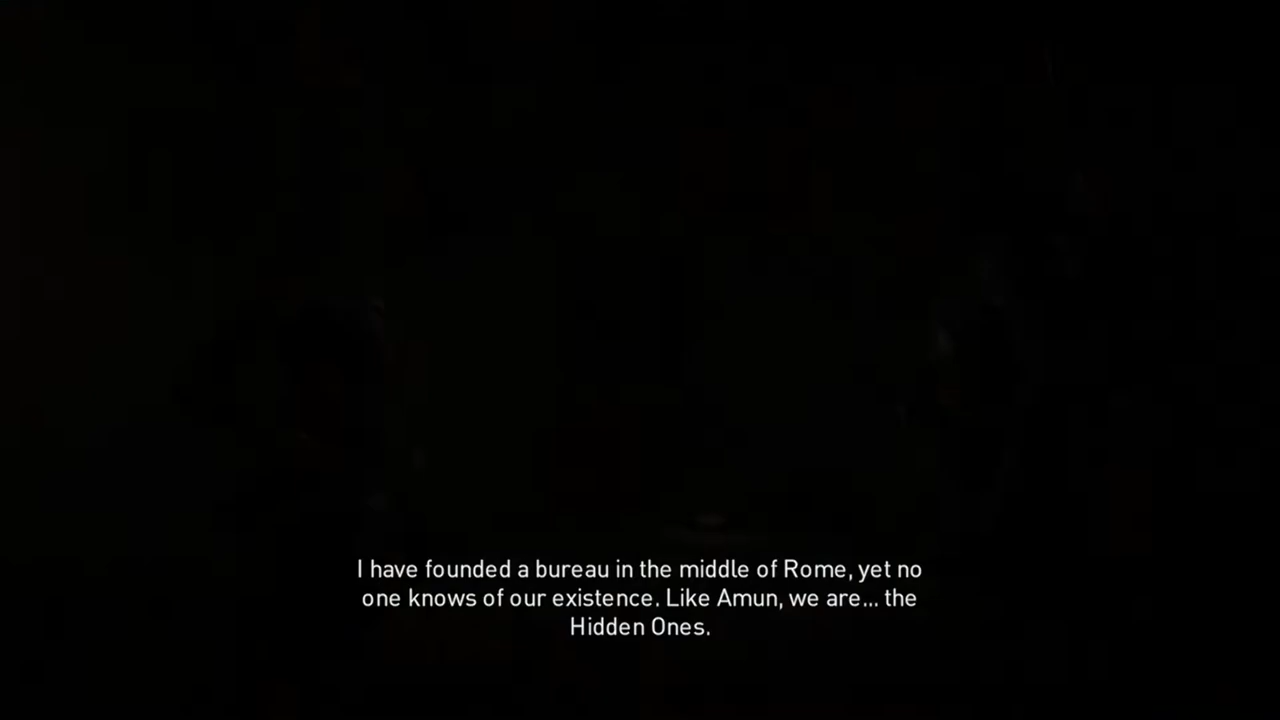 I have founded a bureau in the middle of Rome, yet no
one knows of our existence. Like Amun, we are... the
Hidden Ones.